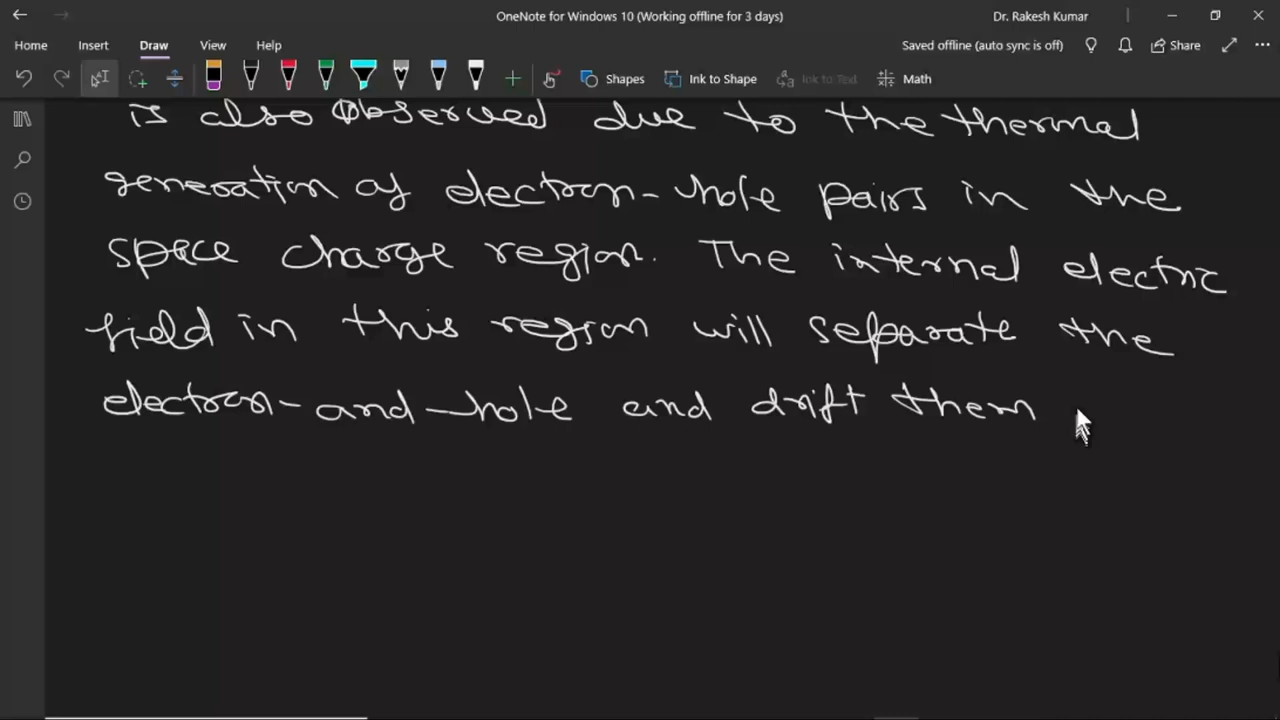 OneNote for Windows 10 (Working offline for 3 days)
Dr. Rakesh Kumar
Home Insert Draw View Help
Saved offline (auto sync is off) Share
Shapes Ink to Shape Ink to Text Math
is also Observed due to the thermal
generation of electron-hole pairs in the
space charge region. The internal electric
field in this region will separate the
electron-and-hole and drift them